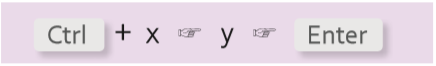 Ctrl + x ☞ y ☞ Enter